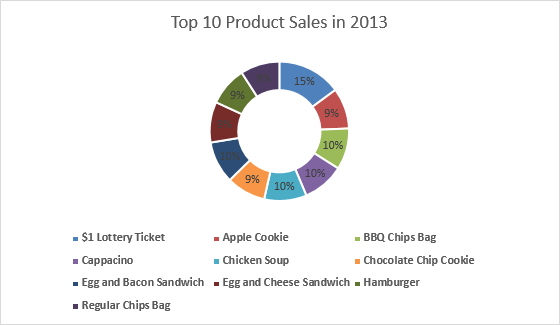 Top 10 Product Sales in 2013
15%
9%
10%
10%
10%
9%
10%
9%
9%
$1 Lottery Ticket Apple Cookie BBQ Chips Bag
Cappacino Chicken Soup Chocolate Chip Cookie
Egg and Bacon Sandwich Egg and Cheese Sandwich Hamburger
Regular Chips Bag